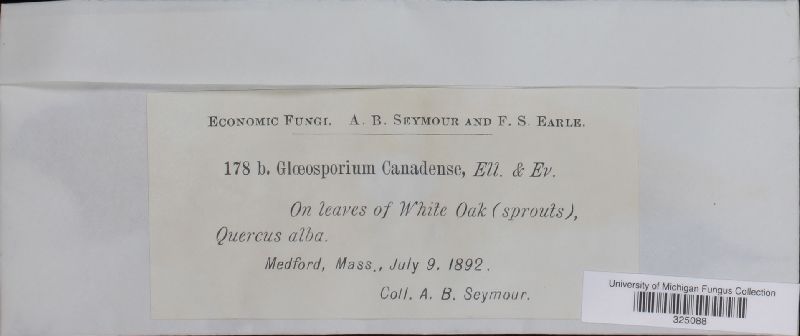 Economic Fungi. A. B. Seymour and F. S. Earle.
178 b. Glœosporium Canadense, Ell. & Ev.
On leaves of White Oak (sprouts),
Quercus alba.
Medford, Mass., July 9, 1892.
Coll. A. B. Seymour.
University of Michigan Fungus Collection
325088